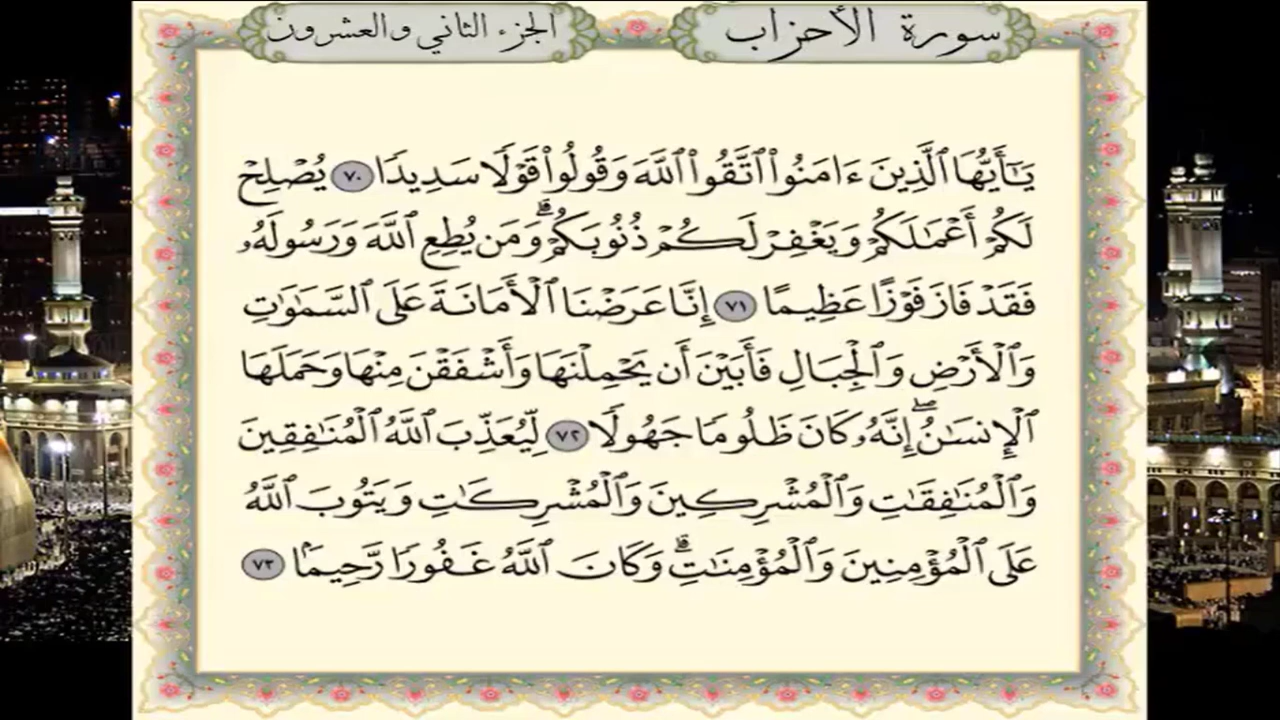 سورة الأحزاب
الجزء الثاني والعشرون
يَـٰٓأَيُّهَا ٱلَّذِينَ ءَامَنُوا۟ ٱتَّقُوا۟ ٱللَّهَ وَقُولُوا۟ قَوْلًا سَدِيدًا ٧٠ يُصْلِحْ
لَكُمْ أَعْمَـٰلَكُمْ وَيَغْفِرْ لَكُمْ ذُنُوبَكُمْ ۗ وَمَن يُطِعِ ٱللَّهَ وَرَسُولَهُۥ
فَقَدْ فَازَ فَوْزًا عَظِيمًا ٧١ إِنَّا عَرَضْنَا ٱلْأَمَانَةَ عَلَى ٱلسَّمَـٰوَٰتِ
وَٱلْأَرْضِ وَٱلْجِبَالِ فَأَبَيْنَ أَن يَحْمِلْنَهَا وَأَشْفَقْنَ مِنْهَا وَحَمَلَهَا
ٱلْإِنسَـٰنُ ۖ إِنَّهُۥ كَانَ ظَلُومًا جَهُولًا ٧٢ لِّيُعَذِّبَ ٱللَّهُ ٱلْمُنَـٰفِقِينَ
وَٱلْمُنَـٰفِقَـٰتِ وَٱلْمُشْرِكِينَ وَٱلْمُشْرِكَـٰتِ وَيَتُوبَ ٱللَّهُ
عَلَى ٱلْمُؤْمِنِينَ وَٱلْمُؤْمِنَـٰتِ ۗ وَكَانَ ٱللَّهُ غَفُورًا رَّحِيمًۢا ٧٣